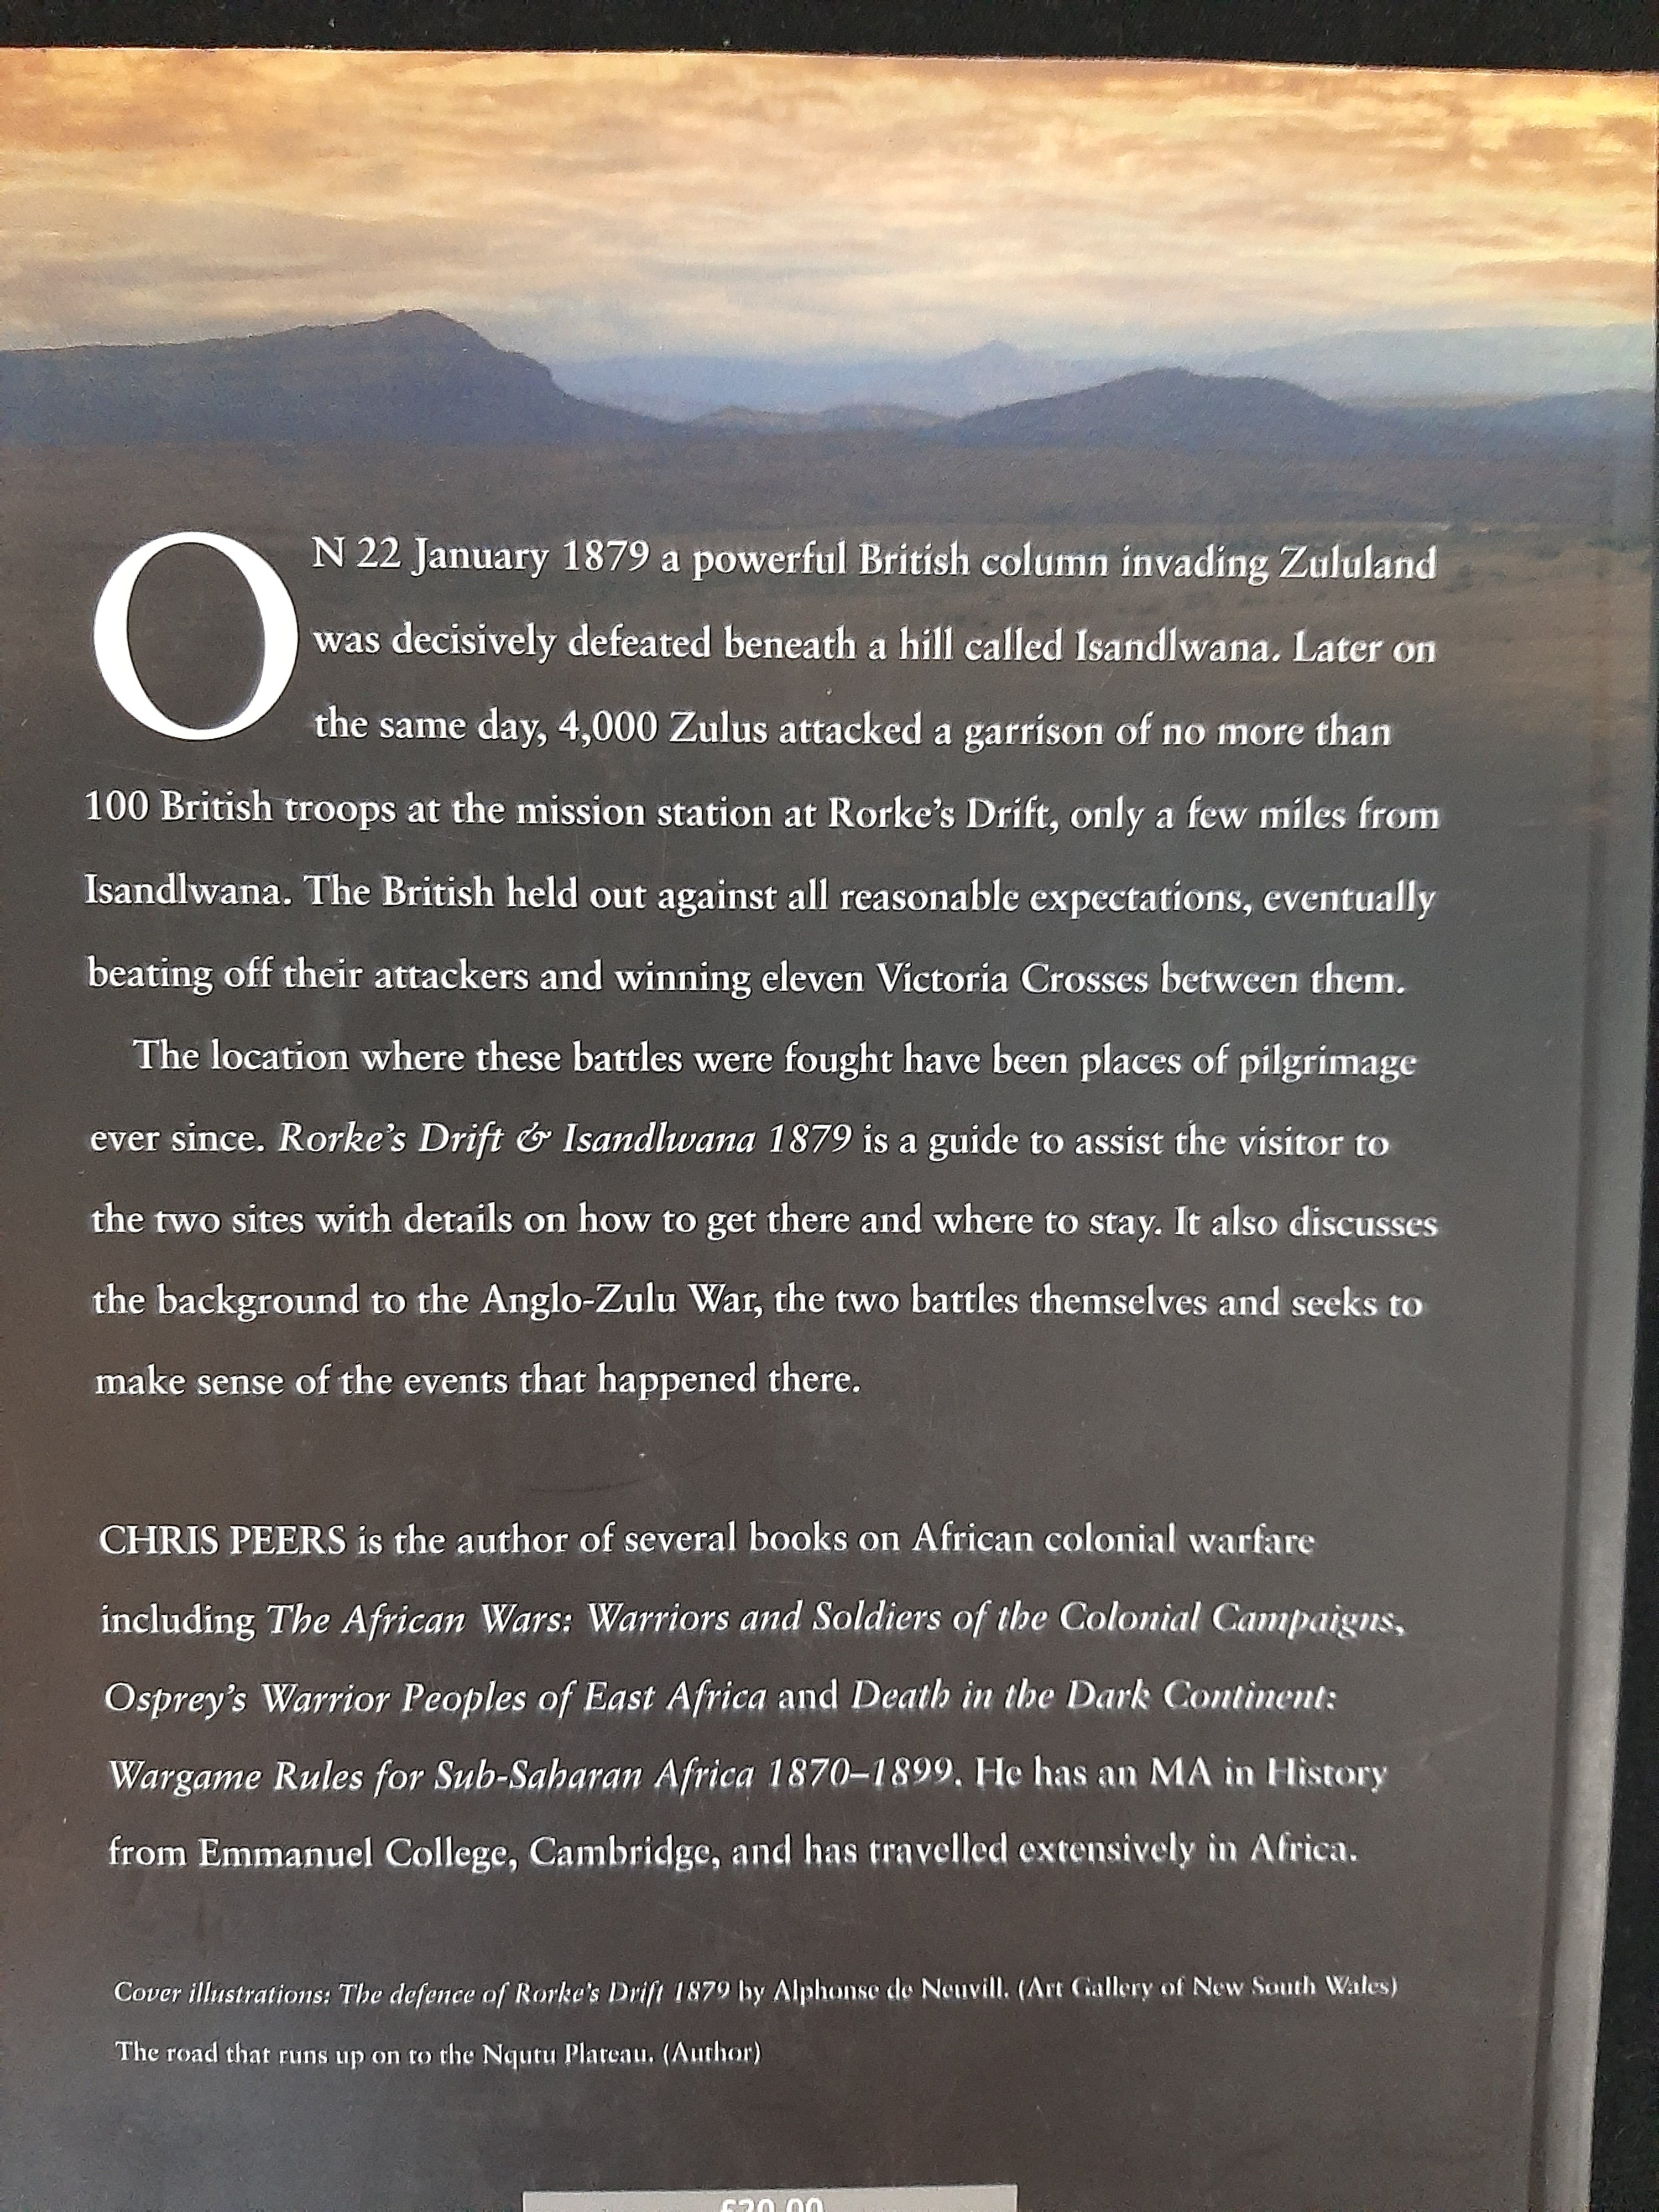 ON 22 January 1879 a powerful British column invading Zululand
was decisively defeated beneath a hill called Isandlwana. Later on
the same day, 4,000 Zulus attacked a garrison of no more than
100 British troops at the mission station at Rorke's Drift, only a few miles from
Isandlwana. The British held out against all reasonable expectations, eventually
beating off their attackers and winning eleven Victoria Crosses between them.
The location where these battles were fought have been places of pilgrimage
ever since. Rorke's Drift & Isandlwana 1879 is a guide to assist the visitor to
the two sites with details on how to get there and where to stay. It also discusses
the background to the Anglo-Zulu War, the two battles themselves and seeks to
make sense of the events that happened there.
CHRIS PEERS is the author of several books on African colonial warfare
including The African Wars: Warriors and Soldiers of the Colonial Campaigns,
Osprey's Warrior Peoples of East Africa and Death in the Dark Continent:
Wargame Rules for Sub-Saharan Africa 1870–1899. He has an MA in History
from Emmanuel College, Cambridge, and has travelled extensively in Africa.
Cover illustrations: The defence of Rorke's Drift 1879 by Alphonse de Neuvill. (Art Gallery of New South Wales)
The road that runs up on to the Nqutu Plateau. (Author)